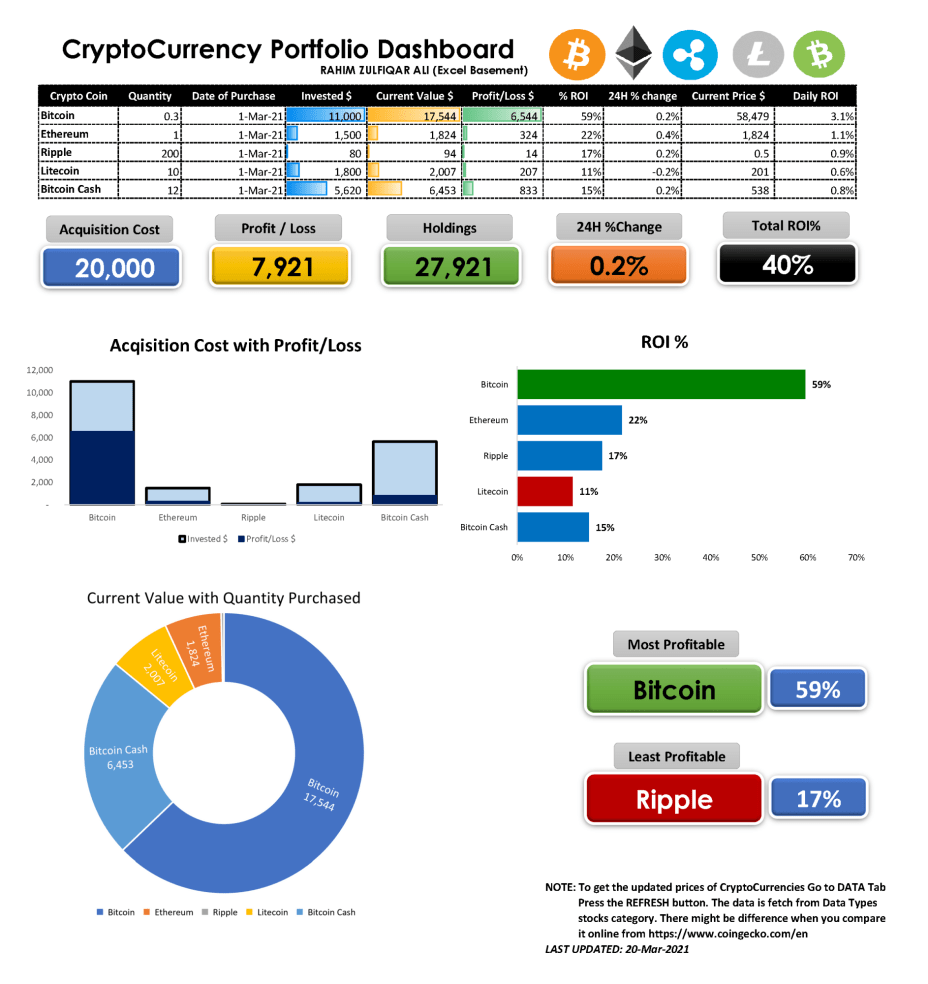 CryptoCurrency Portfolio Dashboard
RAHIM ZULFIQAR ALI (Excel Basement)
Crypto Coin Quantity Date of Purchase Invested $ Current Value $ Profit/Loss $ % ROI 24H % change Current Price $ Daily ROI
Bitcoin 0.3 1-Mar-21 11,000 17,544 6,544 59% 0.2% 58,479 3.1%
Ethereum 1 1-Mar-21 1,500 1,824 324 22% 0.4% 1,824 1.1%
Ripple 200 1-Mar-21 80 94 14 17% 0.2% 0.5 0.9%
Litecoin 10 1-Mar-21 1,800 2,007 207 11% -0.2% 201 0.6%
Bitcoin Cash 12 1-Mar-21 5,620 6,453 833 15% 0.2% 538 0.8%
Acquisition Cost Profit / Loss Holdings 24H %Change Total ROI%
20,000 7,921 27,921 0.2% 40%
Acqisition Cost with Profit/Loss
12,000
10,000
8,000
6,000
4,000
2,000
-
Bitcoin Ethereum Ripple Litecoin Bitcoin Cash
Invested $ Profit/Loss $
ROI %
Bitcoin 59%
Ethereum 22%
Ripple 17%
Litecoin 11%
Bitcoin Cash 15%
0% 10% 20% 30% 40% 50% 60% 70%
Current Value with Quantity Purchased
Ethereum
1,824
Litecoin
2,007
Bitcoin Cash
6,453
Bitcoin
17,544
Bitcoin Ethereum Ripple Litecoin Bitcoin Cash
Most Profitable
Bitcoin 59%
Least Profitable
Ripple 17%
NOTE: To get the updated prices of CryptoCurrencies Go to DATA Tab
Press the REFRESH button. The data is fetch from Data Types
stocks category. There might be difference when you compare
it online from https://www.coingecko.com/en
LAST UPDATED: 20-Mar-2021